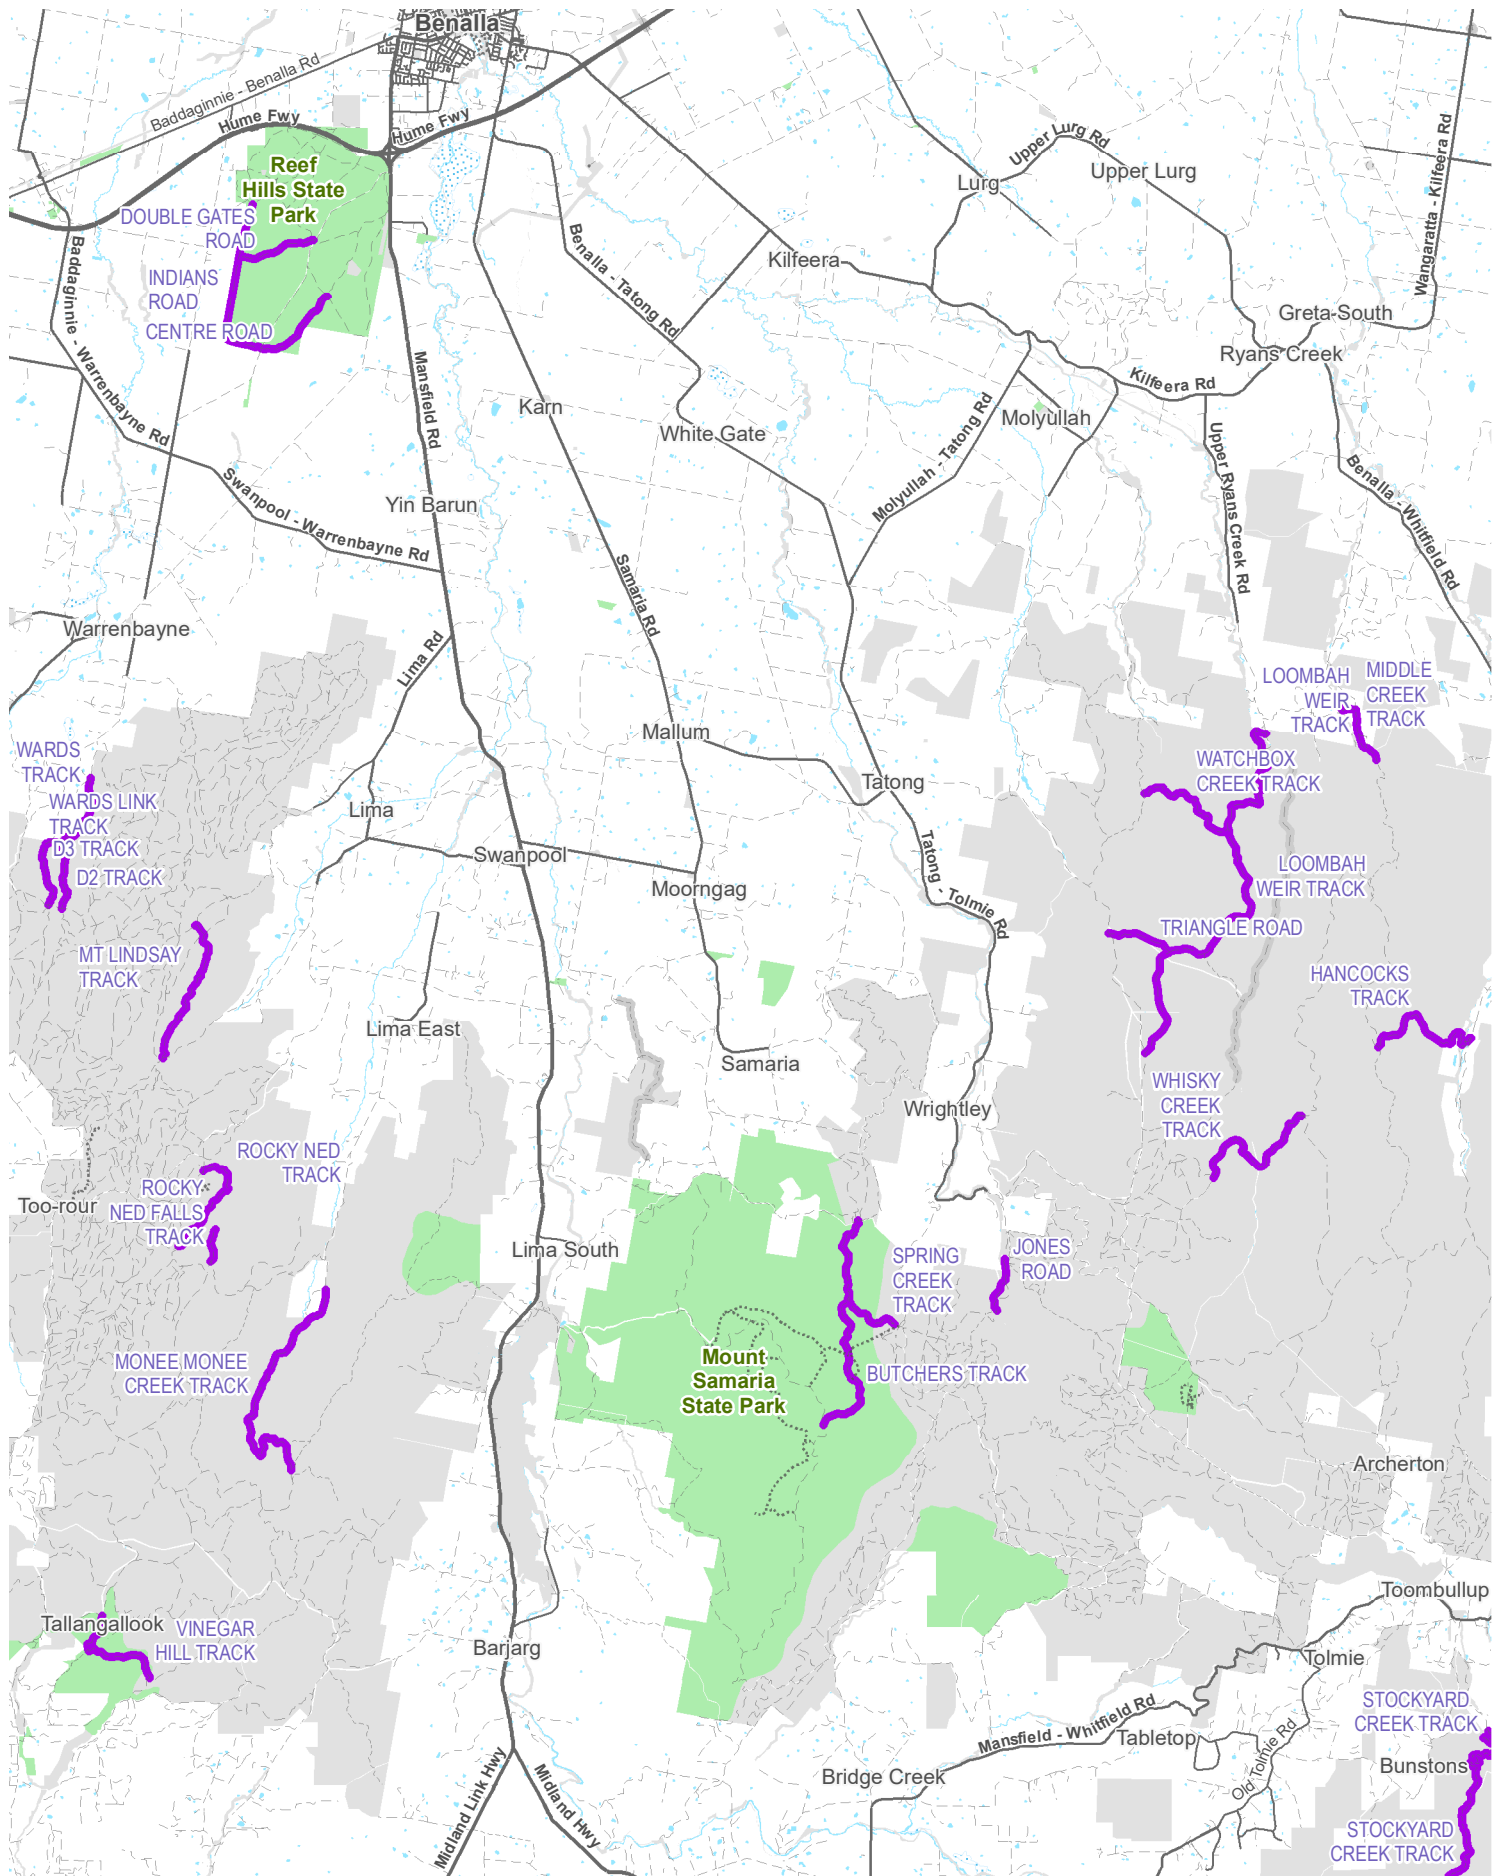 Benalla
Baddaginnie - Benalla Rd
Hume Fwy
Hume Fwy
Reef
Hills State
Park
DOUBLE GATES
ROAD
INDIANS
ROAD
CENTRE ROAD
Baddaginnie - Warrenbayne Rd
Mansfield Rd
Benalla - Tatong Rd
Kilfeera
Lurg
Upper Lurg Rd
Upper Lurg
Wangaratta - Kilfeera Rd
Greta South
Ryans Creek
Kilfeera Rd
Karn
White Gate
Molyullah
Molyullah - Tatong Rd
Upper Ryans Creek Rd
Benalla - Whitfield Rd
Swanpool - Warrenbayne Rd
Yin Barun
Samaria Rd
Warrenbayne
Lima Rd
LOOMBAH
WEIR
TRACK
MIDDLE
CREEK
TRACK
Mallum
WARDS
TRACK
WATCHBOX
CREEK TRACK
Tatong
WARDS LINK
TRACK
Lima
D3 TRACK
D2 TRACK
Swanpool
Moorngag
Tatong - Tolmie Rd
LOOMBAH
WEIR TRACK
TRIANGLE ROAD
MT LINDSAY
TRACK
HANCOCKS
TRACK
Lima East
Samaria
Wrightley
WHISKY
CREEK
TRACK
ROCKY NED
TRACK
ROCKY
NED FALLS
TRACK
Too-rour
Lima South
SPRING
CREEK
TRACK
JONES
ROAD
MONEE MONEE
CREEK TRACK
Mount
Samaria
State Park
BUTCHERS TRACK
Archerton
Toombullup
Tallangallook
VINEGAR
HILL TRACK
Barjarg
Tolmie
STOCKYARD
CREEK TRACK
Mansfield - Whitfield Rd
Tabletop
Old Tolmie Rd
Bunstons
Bridge Creek
Midland Link Hwy
Midland Hwy
STOCKYARD
CREEK TRACK